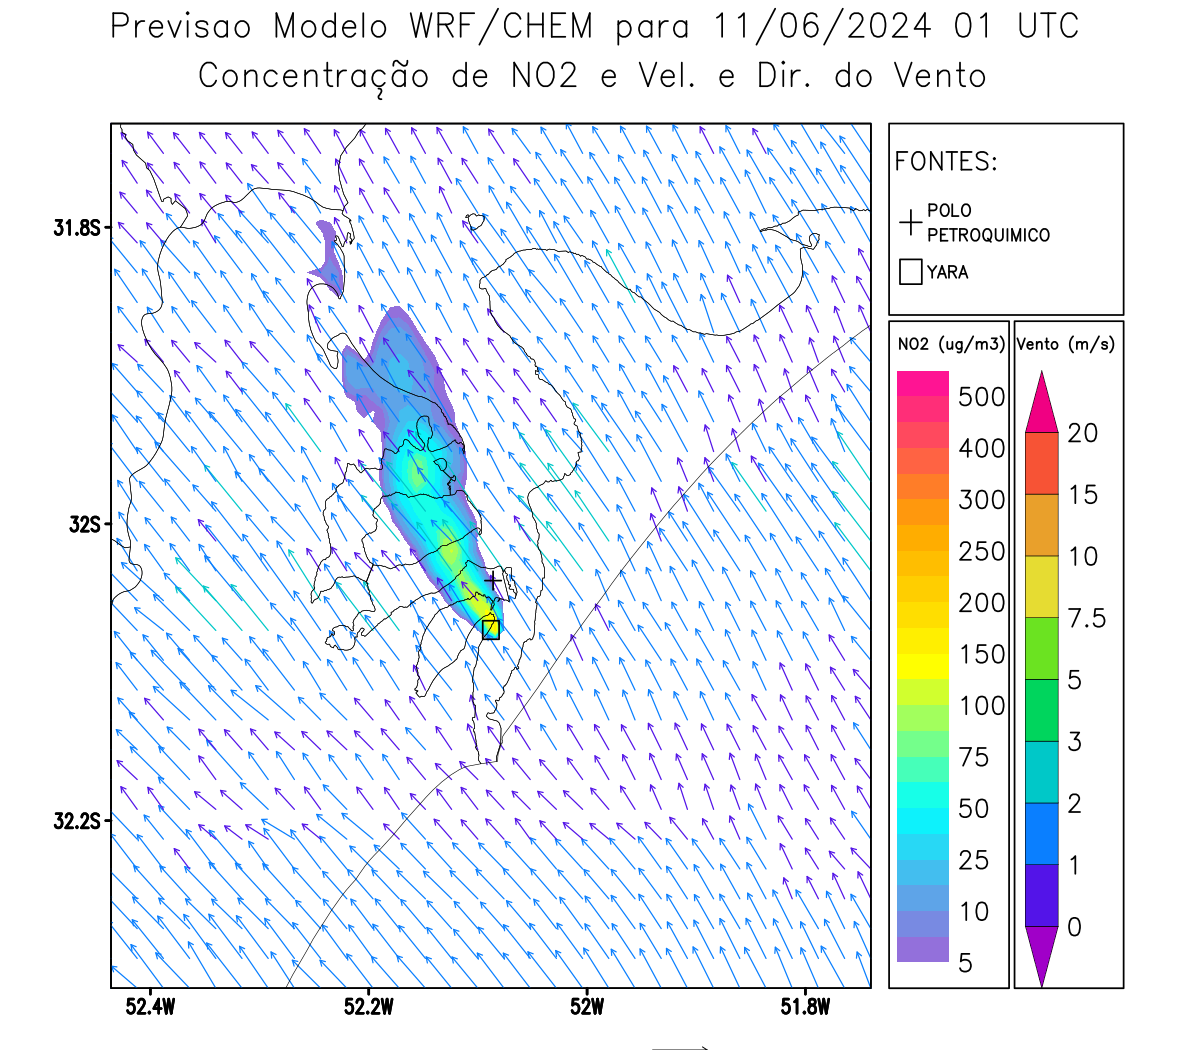 Previsao Modelo WRF/CHEM para 11/06/2024 01 UTC
Concentração de NO2 e Vel. e Dir. do Vento
FONTES:
POLO
PETROQUIMICO
YARA
31.8S
32S
32.2S
52.4W
52.2W
52W
51.8W
NO2 (ug/m3)
500
400
300
250
200
150
100
75
50
25
10
5
Vento (m/s)
20
15
10
7.5
5
3
2
1
0